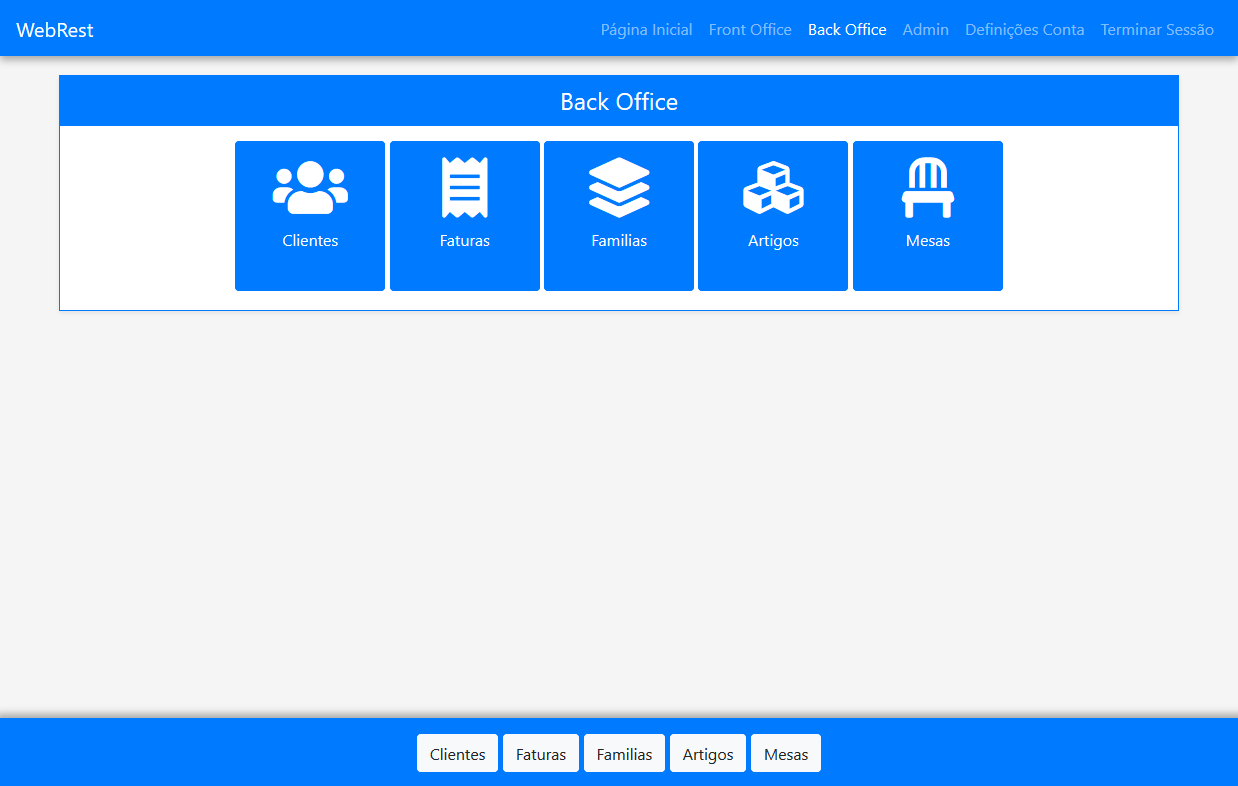 WebRest Página Inicial Front Office Back Office Admin Definições Conta Terminar Sessão
Back Office
Clientes Faturas Familias Artigos Mesas
Clientes Faturas Familias Artigos Mesas